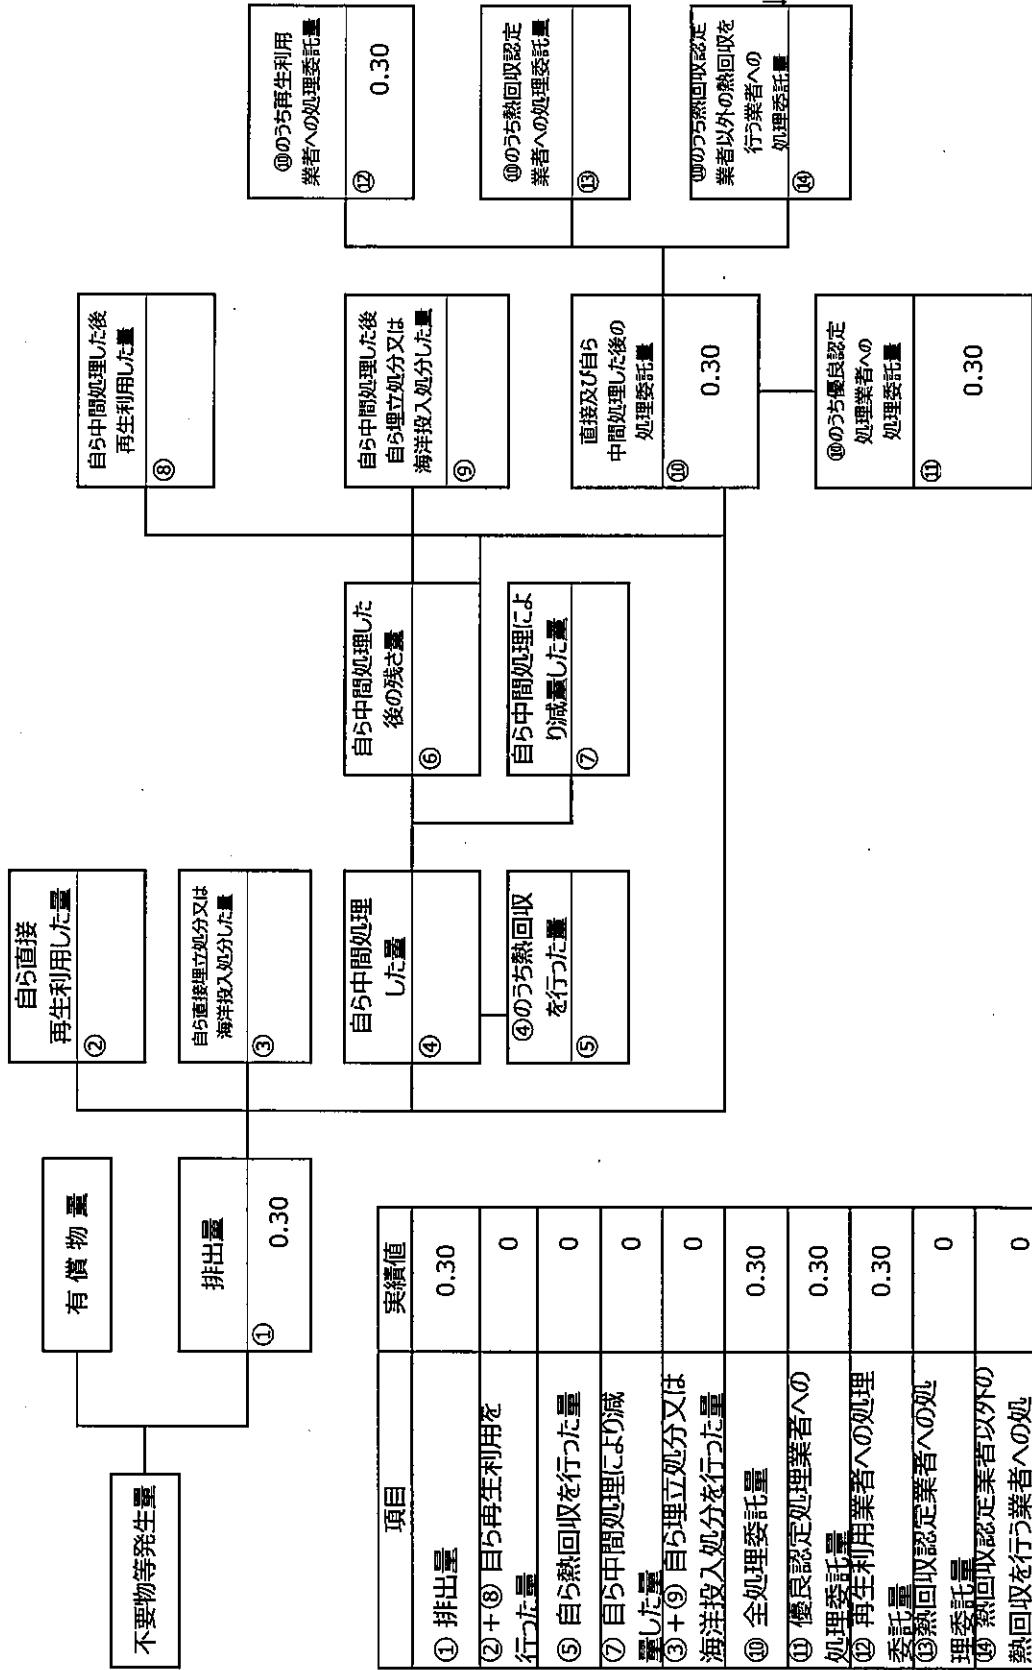 不要物等発生量
有償物量
排出量
①
0.30
自ら直接
再生利用した量
②
自ら直接埋立処分又は
海洋投入処分した量
③
自ら中間処理
した量
④
④のうち熱回収
を行った量
⑤
自ら中間処理した
後の残さ量
⑥
自ら中間処理によ
り減量した量
⑦
自ら中間処理した後
再生利用した量
⑧
自ら中間処理した後
自ら埋立処分又は
海洋投入処分した量
⑨
直接及び自ら
中間処理した後の
処理委託量
⑩
0.30
⑩のうち優良認定
処理業者への
処理委託量
⑪
0.30
⑩のうち再生利用
業者への処理委託量
⑫
0.30
⑩のうち熱回収認定
業者への処理委託量
⑬
⑩のうち熱回収認定
業者以外の熱回収を
行う業者への
処理委託量
⑭
項目 実績値
① 排出量 0.30
②+⑧ 自ら再生利用を
行った量 0
⑤ 自ら熱回収を行った量 0
⑦ 自ら中間処理により減
量した量 0
③+⑨ 自ら埋立処分又は
海洋投入処分を行った量 0
⑩ 全処理委託量 0.30
⑪ 優良認定処理業者への
処理委託量 0.30
⑫ 再生利用業者への処理
委託量 0.30
⑬熱回収認定業者への処
理委託量 0
⑭ 熱回収認定業者以外の
熱回収を行う業者への処 0